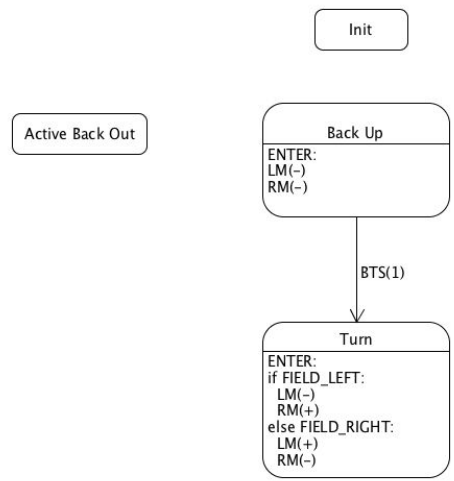 Init
Active Back Out
Back Up
ENTER:
LM(-)
RM(-)
BTS(1)
Turn
ENTER:
if FIELD_LEFT:
LM(-)
RM(+)
else FIELD_RIGHT:
LM(+)
RM(-)